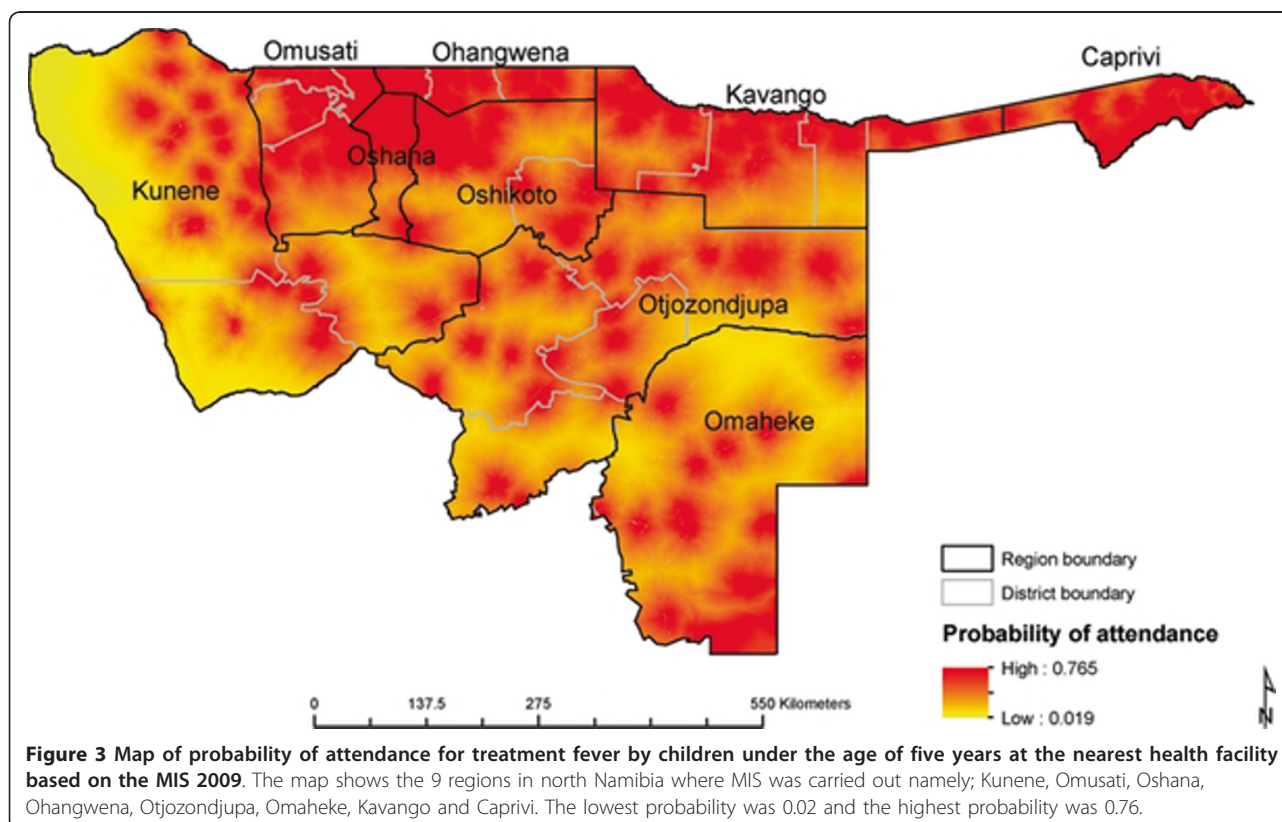 Omusati
Ohangwena
Caprivi
Kavango
Oshana
Kunene
Oshikoto
Otjozondjupa
Omaheke
Region boundary
District boundary
Probability of attendance
High : 0.765
Low : 0.019
N
0 137.5 275 550 Kilometers
Figure 3 Map of probability of attendance for treatment fever by children under the age of five years at the nearest health facility
based on the MIS 2009. The map shows the 9 regions in north Namibia where MIS was carried out namely; Kunene, Omusati, Oshana,
Ohangwena, Otjozondjupa, Omaheke, Kavango and Caprivi. The lowest probability was 0.02 and the highest probability was 0.76.